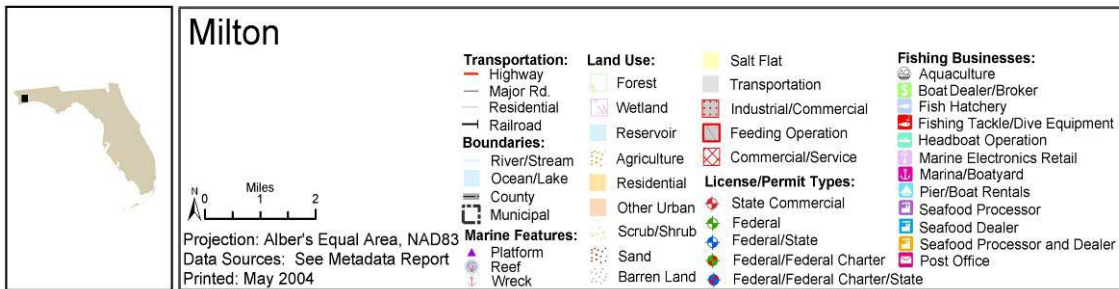 Milton
N
Miles
0 1 2
Projection: Alber's Equal Area, NAD83
Data Sources: See Metadata Report
Printed: May 2004
Transportation:
Highway
Major Rd.
Residential
Railroad
Boundaries:
River/Stream
Ocean/Lake
County
Municipal
Marine Features:
Platform
Reef
Wreck
Land Use:
Forest
Wetland
Reservoir
Agriculture
Residential
Other Urban
Scrub/Shrub
Sand
Barren Land
Salt Flat
Transportation
Industrial/Commercial
Feeding Operation
Commercial/Service
License/Permit Types:
State Commercial
Federal
Federal/State
Federal/Federal Charter
Federal/Federal Charter/State
Fishing Businesses:
Aquaculture
Boat Dealer/Broker
Fish Hatchery
Fishing Tackle/Dive Equipment
Headboat Operation
Marine Electronics Retail
Marina/Boatyard
Pier/Boat Rentals
Seafood Processor
Seafood Dealer
Seafood Processor and Dealer
Post Office